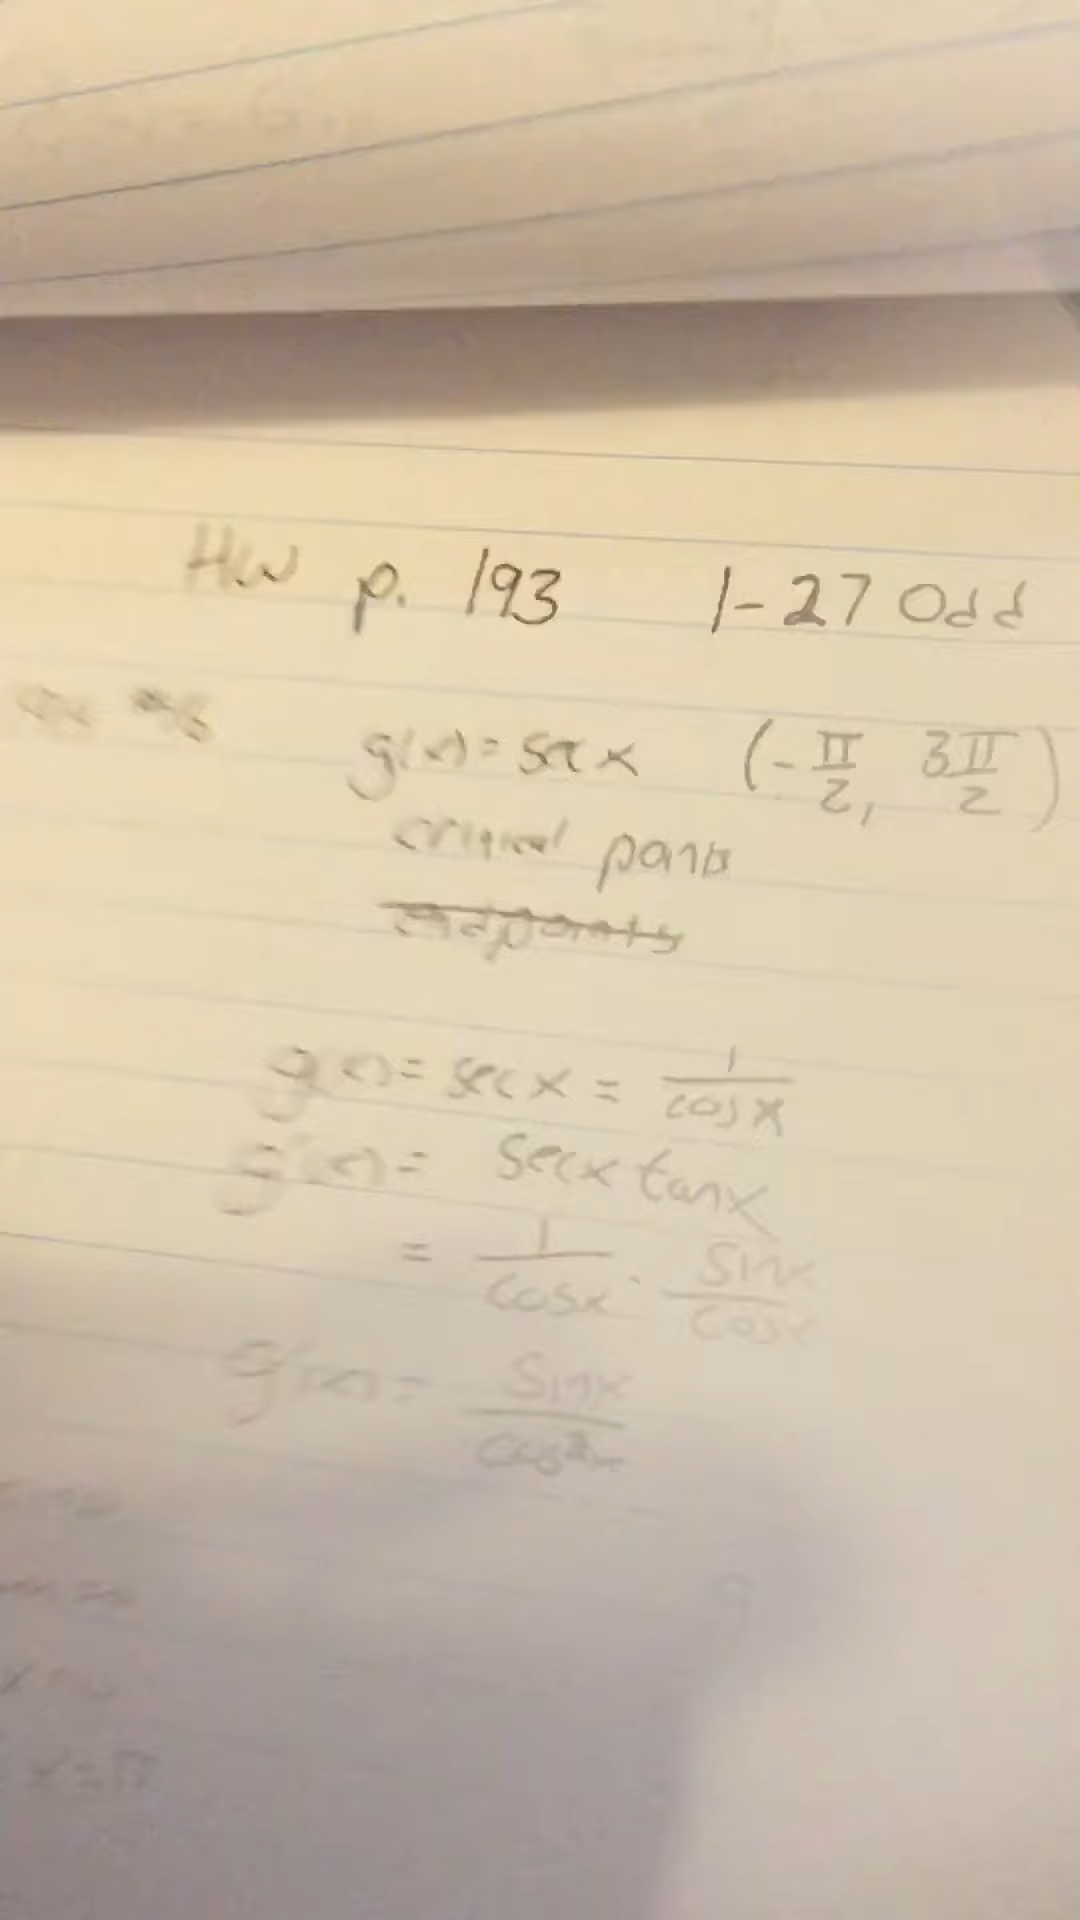 HW p. 193 1-27 Odd
g(x) = sec x (-π/2, 3π/2)
critical points
endpoints
g(x) = sec x = 1/cos x
g'(x) = sec x tan x
= 1/cos x · sin x/cos x
g'(x) = sin x/cos²x
x = π